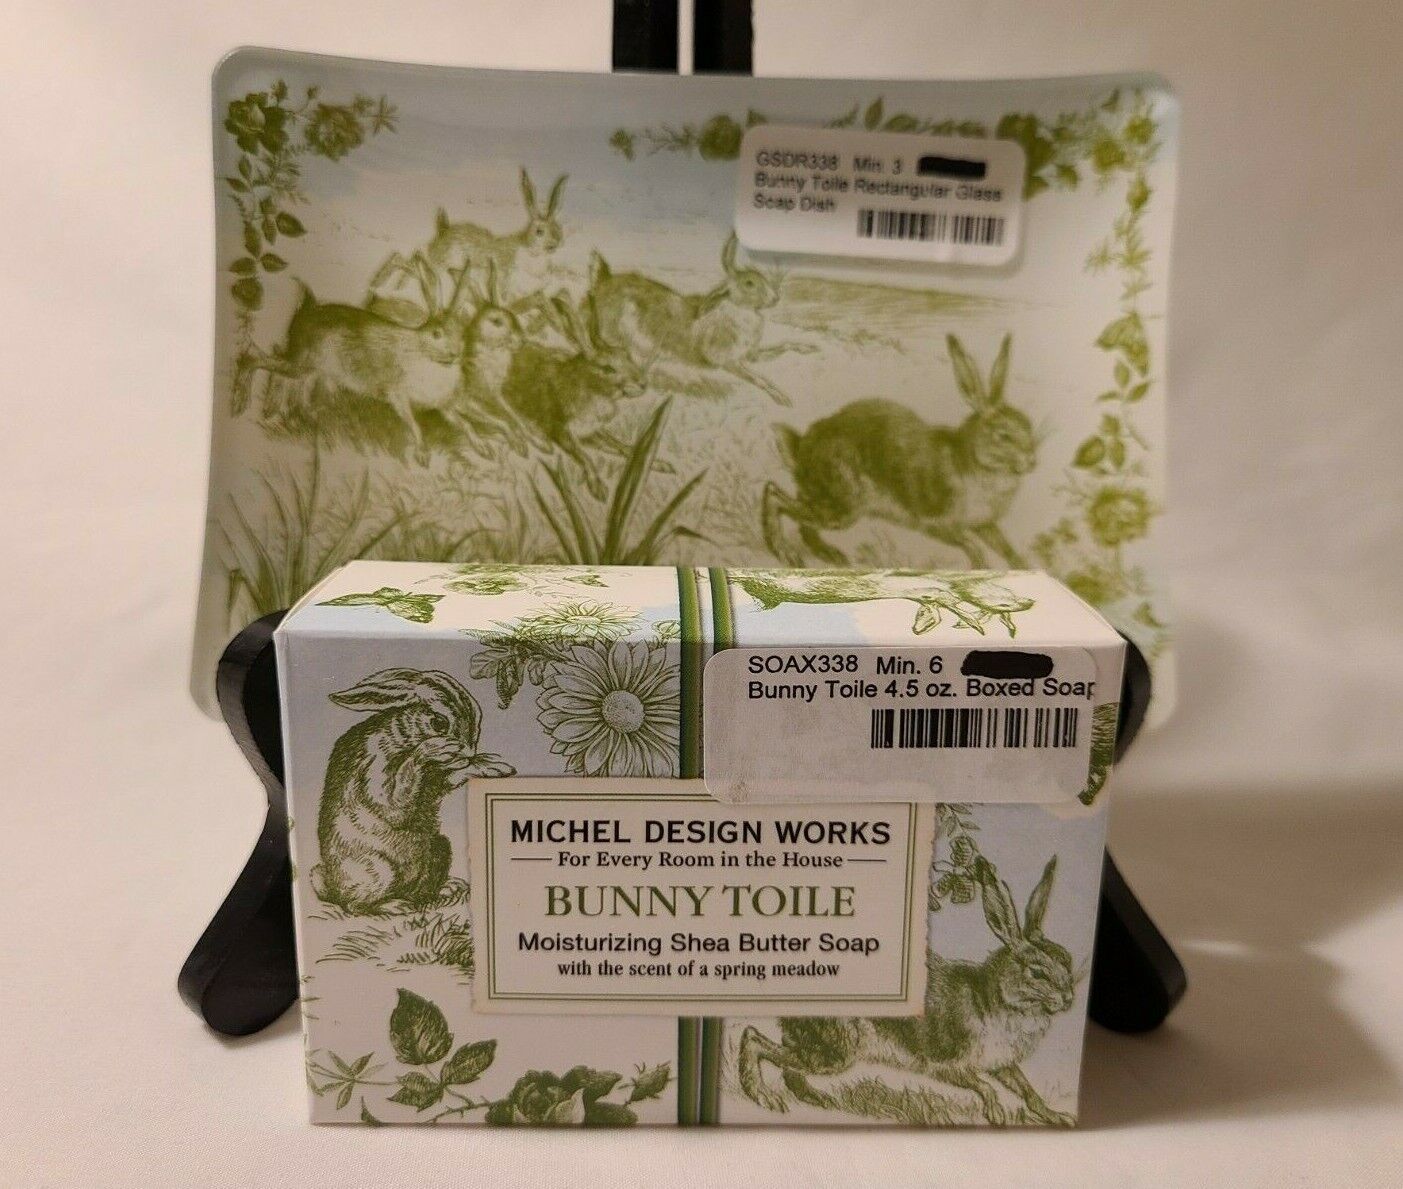 GSDR338 Min. 3
Bunny Toile Rectangular Glass
Soap Dish
SOAX338 Min. 6
Bunny Toile 4.5 oz. Boxed Soap
MICHEL DESIGN WORKS
For Every Room in the House
BUNNY TOILE
Moisturizing Shea Butter Soap
with the scent of a spring meadow